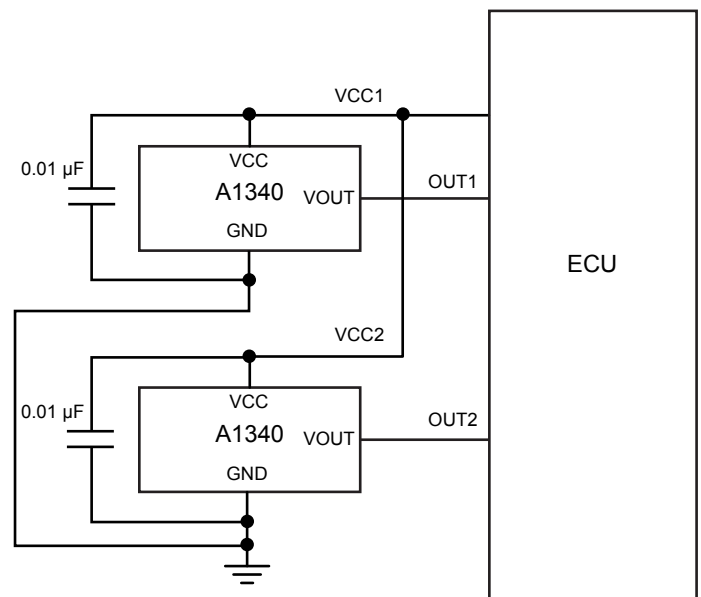 VCC1
0.01 µF
VCC
A1340
VOUT
OUT1
GND
ECU
VCC2
0.01 µF
VCC
A1340
VOUT
OUT2
GND